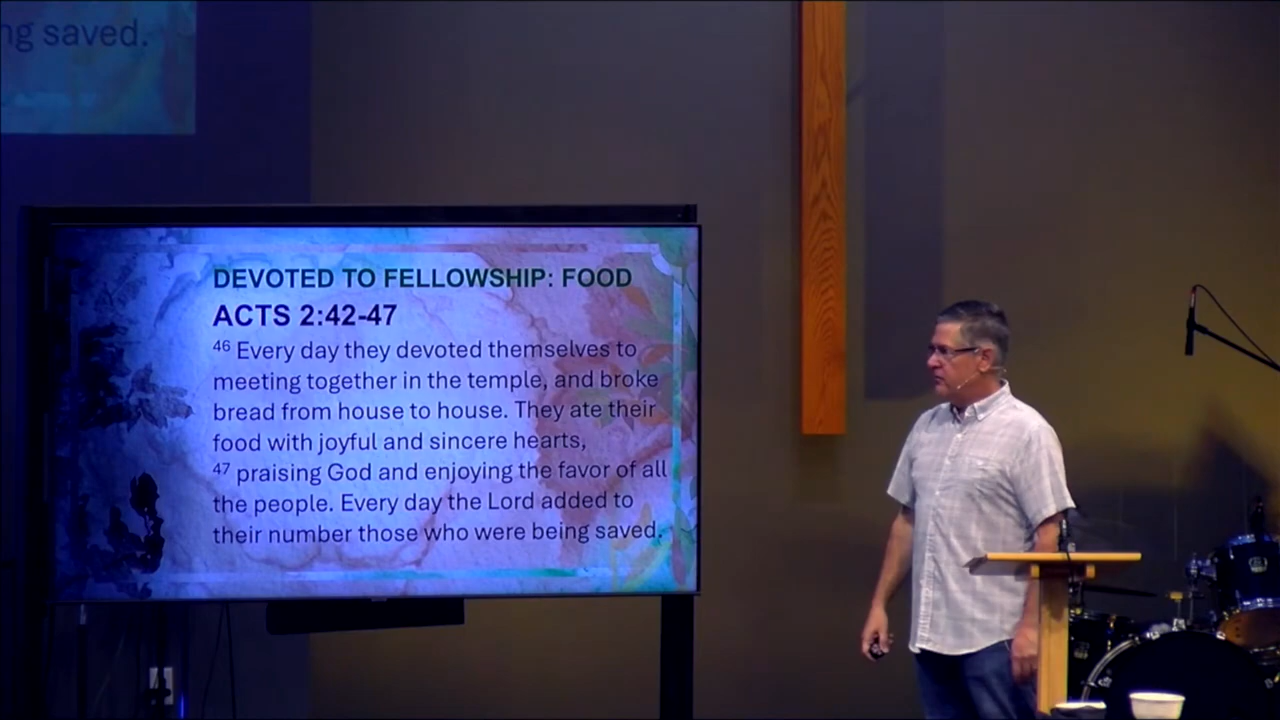 ng saved.
DEVOTED TO FELLOWSHIP: FOOD
ACTS 2:42-47
46 Every day they devoted themselves to
meeting together in the temple, and broke
bread from house to house. They ate their
food with joyful and sincere hearts,
47 praising God and enjoying the favor of all
the people. Every day the Lord added to
their number those who were being saved.